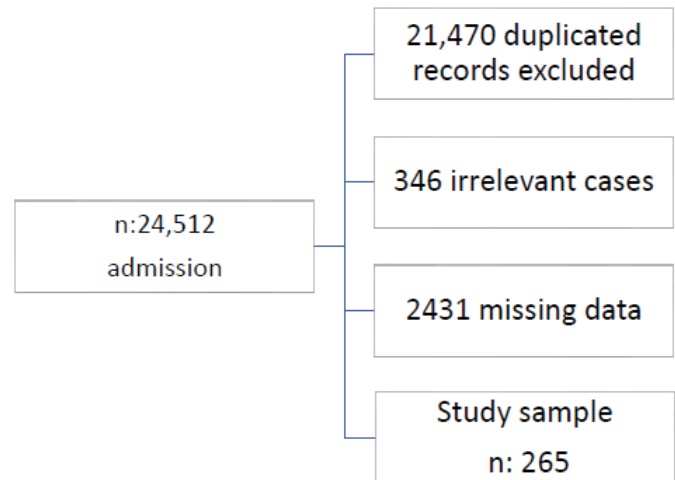 21,470 duplicated
records excluded
346 irrelevant cases
n:24,512
admission
2431 missing data
Study sample
n: 265